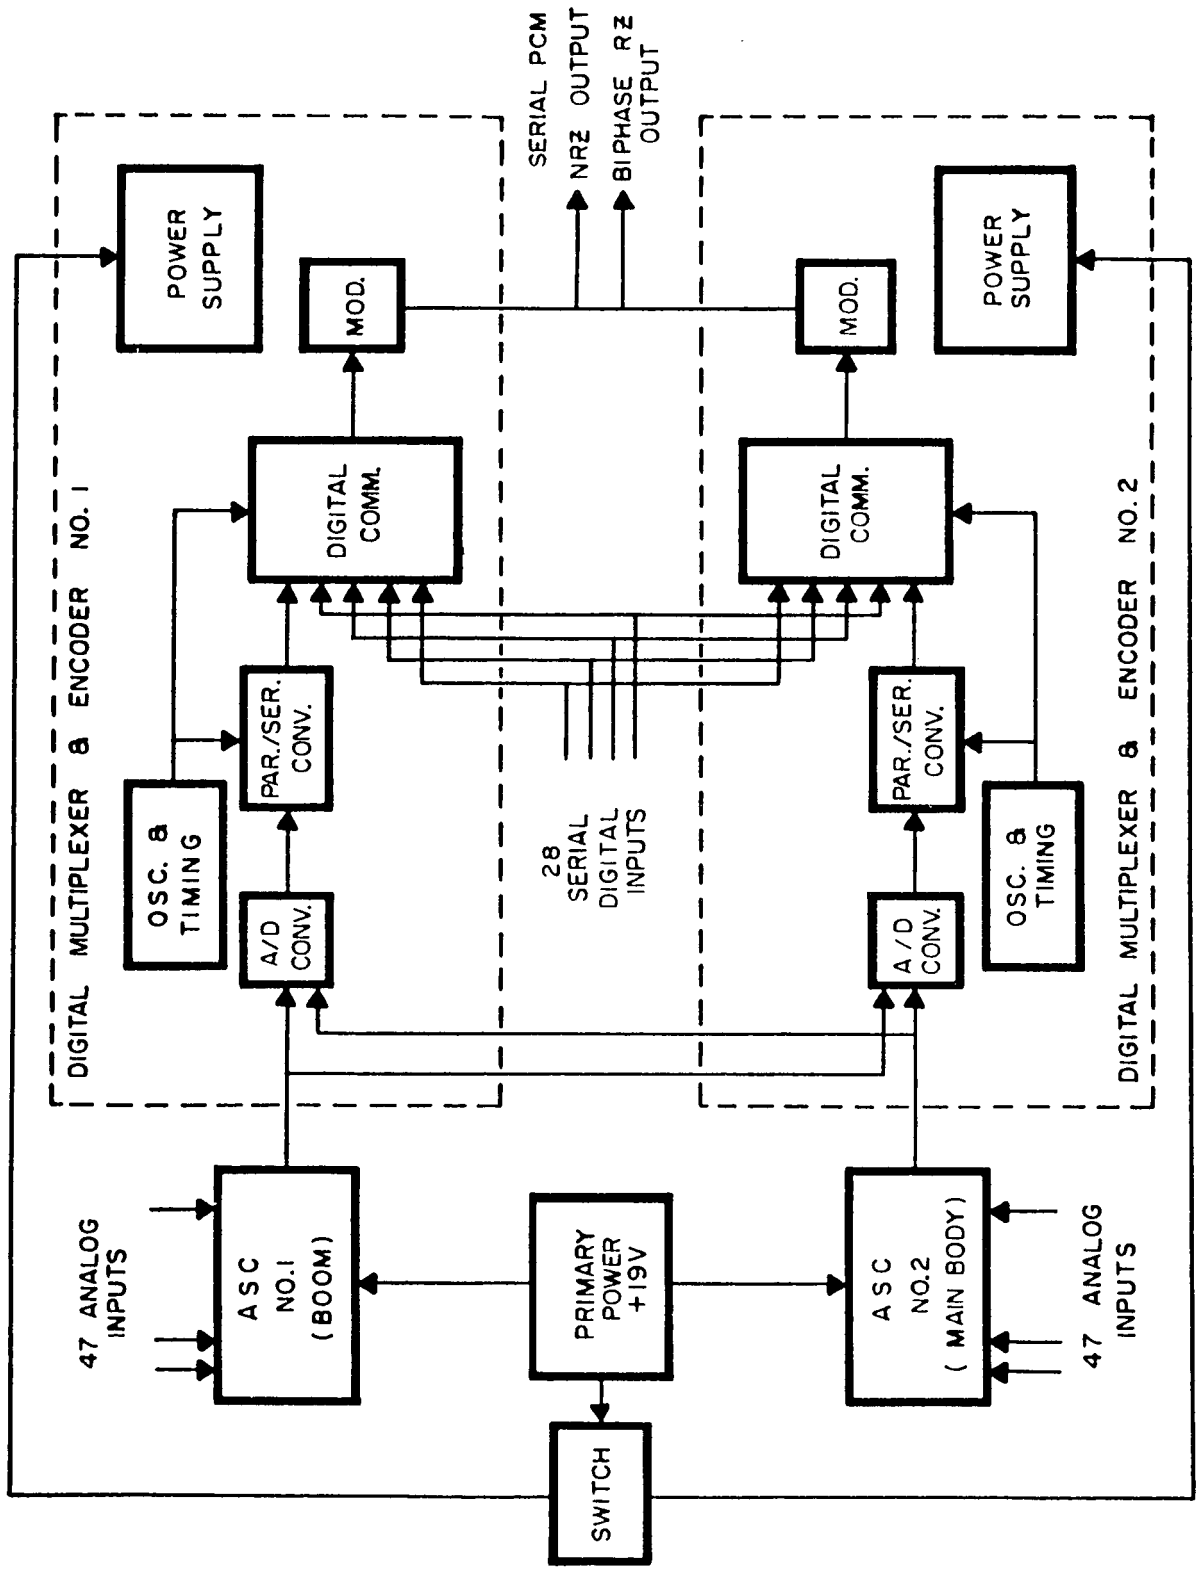 DIGITAL MULTIPLEXER & ENCODER NO. 1
POWER
SUPPLY
OSC. &
TIMING
47 ANALOG
INPUTS
ASC
NO.1
(BOOM)
A/D
CONV.
PAR./SER.
CONV.
DIGITAL
COMM.
MOD.
SERIAL PCM
NRZ OUTPUT
BIPHASE RZ
OUTPUT
28
SERIAL
DIGITAL
INPUTS
SWITCH
PRIMARY
POWER
+19V
ASC
NO.2
(MAIN BODY)
47 ANALOG
INPUTS
A/D
CONV.
PAR./SER.
CONV.
DIGITAL
COMM.
MOD.
OSC. &
TIMING
POWER
SUPPLY
DIGITAL MULTIPLEXER & ENCODER NO. 2